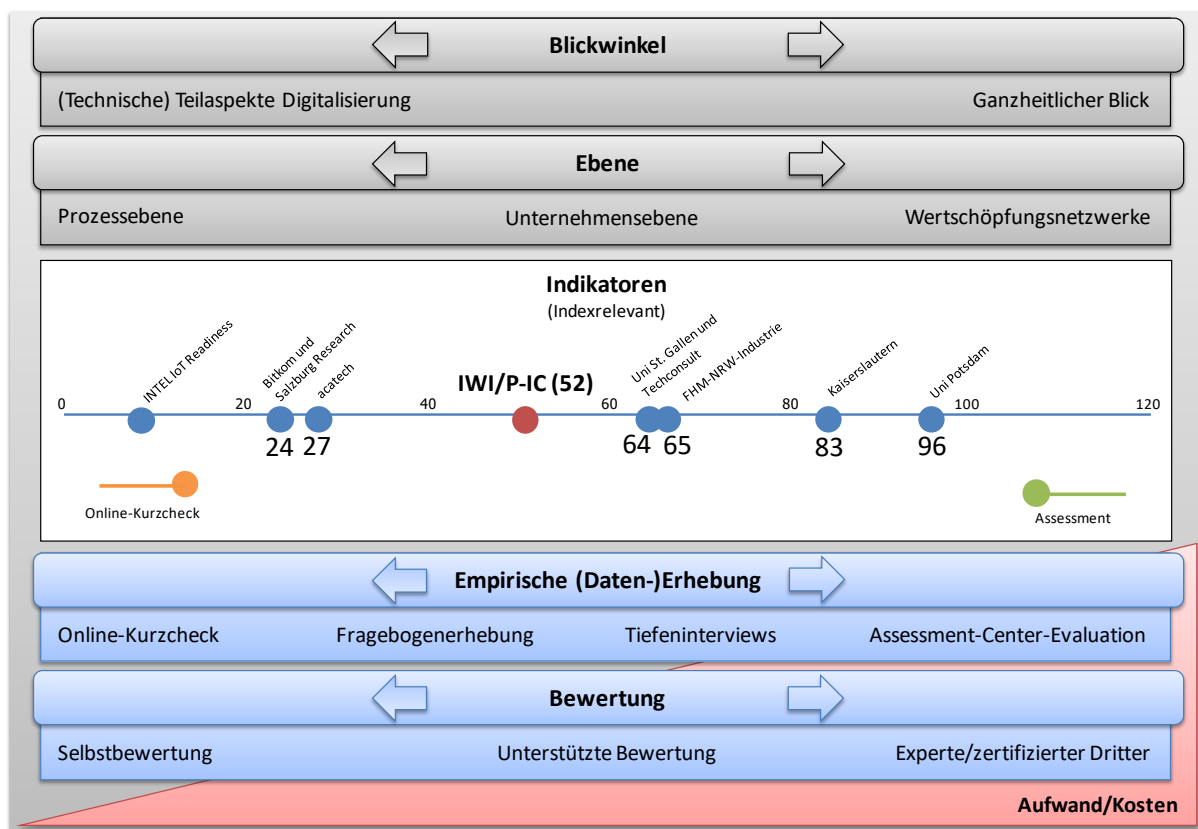 Blickwinkel
(Technische) Teilaspekte Digitalisierung
Ganzheitlicher Blick
Ebene
Prozessebene
Unternehmensebene
Wertschöpfungsnetzwerke
Indikatoren
(Indexrelevant)
INTEL IoT Readiness
Bitkom und
Salzburg Research
acatech
IWI/P-IC (52)
Uni St. Gallen und
Techconsult
FHM-NRW-Industrie
Kaiserslautern
Uni Potsdam
0
20
40
60
80
100
120
24
27
64
65
83
96
Online-Kurzcheck
Assessment
Empirische (Daten-)Erhebung
Online-Kurzcheck
Fragebogenerhebung
Tiefeninterviews
Assessment-Center-Evaluation
Bewertung
Selbstbewertung
Unterstützte Bewertung
Experte/zertifizierter Dritter
Aufwand/Kosten